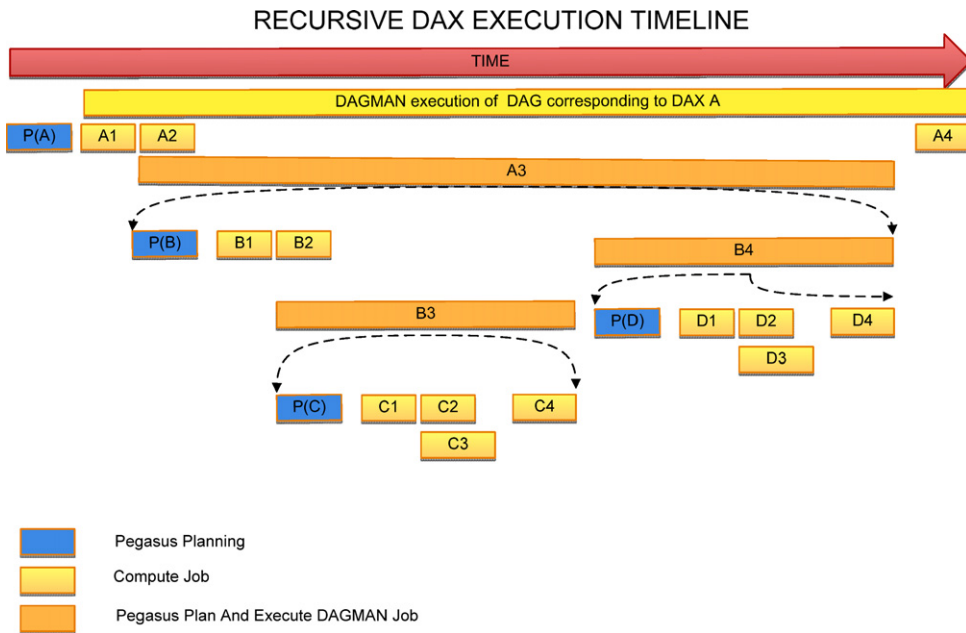 RECURSIVE DAX EXECUTION TIMELINE
TIME
DAGMAN execution of DAG corresponding to DAX A
P(A) A1 A2 A4
A3
P(B) B1 B2
B4
B3
P(D) D1 D2 D4
D3
P(C) C1 C2 C4
C3
Pegasus Planning
Compute Job
Pegasus Plan And Execute DAGMAN Job